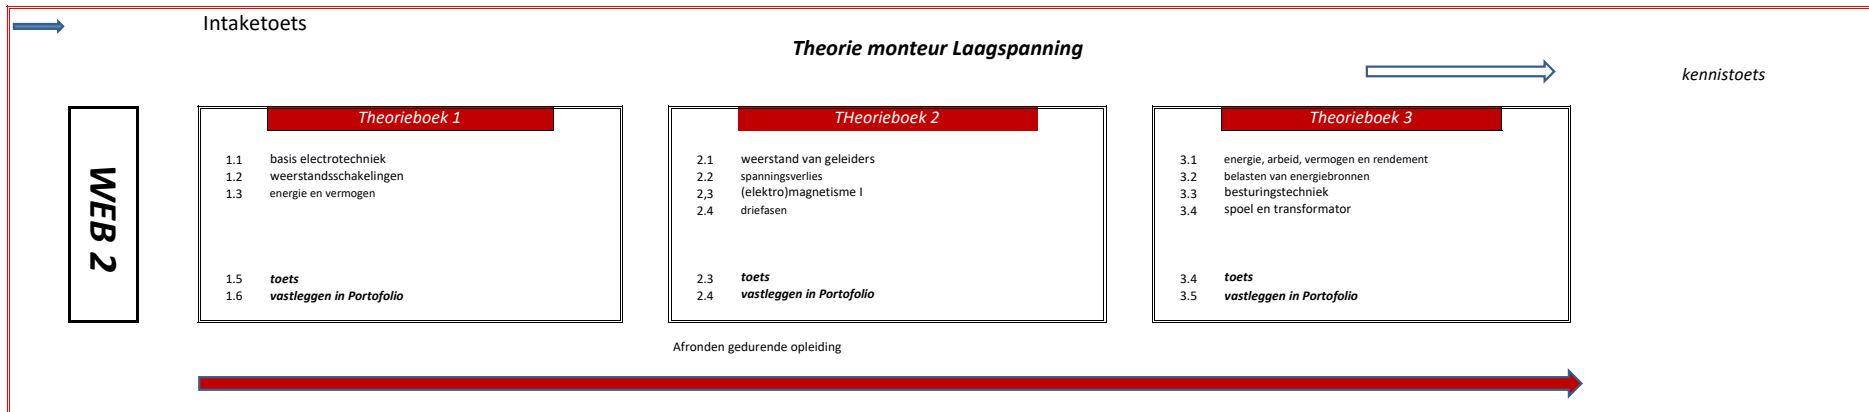 Intaketoets
Theorie monteur Laagspanning
kennistoets
WEB 2
Theorieboek 1
1.1 basis electrotechniek
1.2 weerstandsschakelingen
1.3 energie en vermogen
1.5 toets
1.6 vastleggen in Portofolio
THeorieboek 2
2.1 weerstand van geleiders
2.2 spanningsverlies
2,3 (elektro)magnetisme I
2.4 driefasen
2.3 toets
2.4 vastleggen in Portofolio
Theorieboek 3
3.1 energie, arbeid, vermogen en rendement
3.2 belasten van energiebronnen
3.3 besturingstechniek
3.4 spoel en transformator
3.4 toets
3.5 vastleggen in Portofolio
Afronden gedurende opleiding